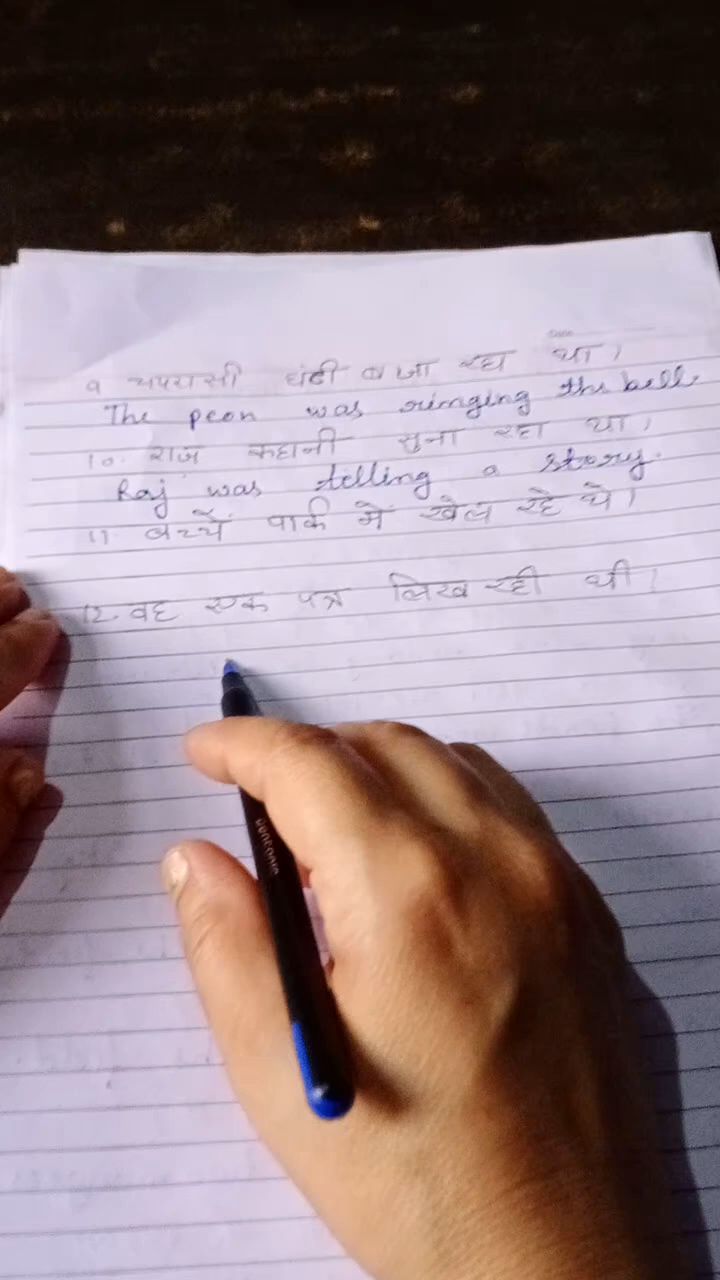 9 चपरासी घंटी बजा रहा था।
The peon was ringing the bell.
10. राज कहानी सुना रहा था।
Raj was telling a story.
11. बच्चें पार्क में खेल रहे थे।
12. वह एक पत्र लिख रही थी।